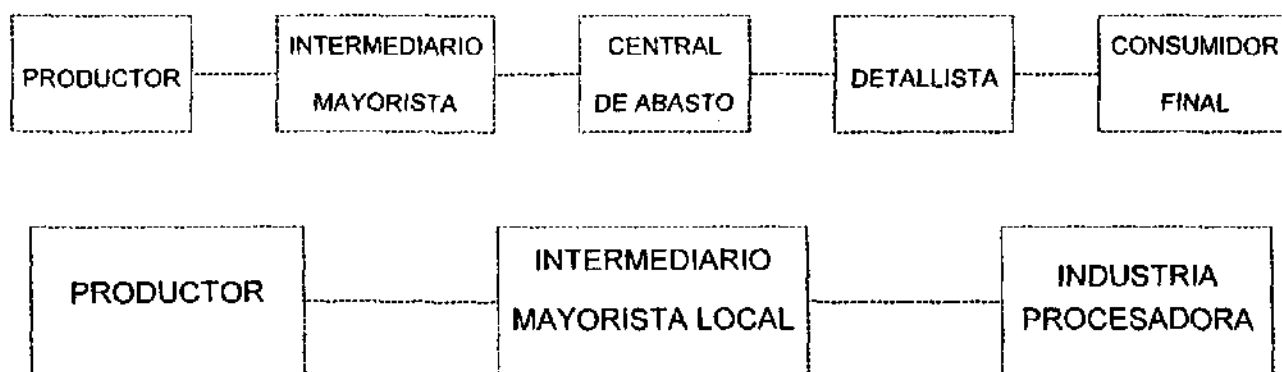 PRODUCTOR
INTERMEDIARIO
MAYORISTA
CENTRAL
DE ABASTO
DETALLISTA
CONSUMIDOR
FINAL
PRODUCTOR
INTERMEDIARIO
MAYORISTA LOCAL
INDUSTRIA
PROCESADORA